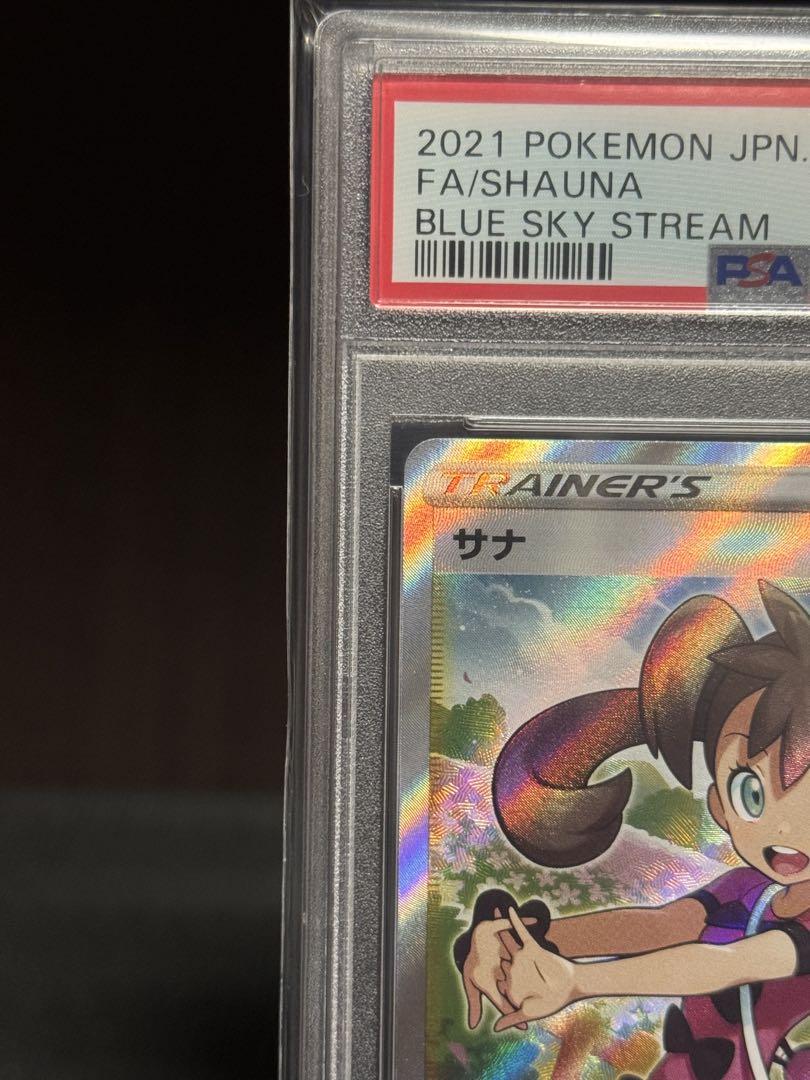 2021 POKEMON JPN.
FA/SHAUNA
BLUE SKY STREAM
PSA
TRAINER'S
サナ